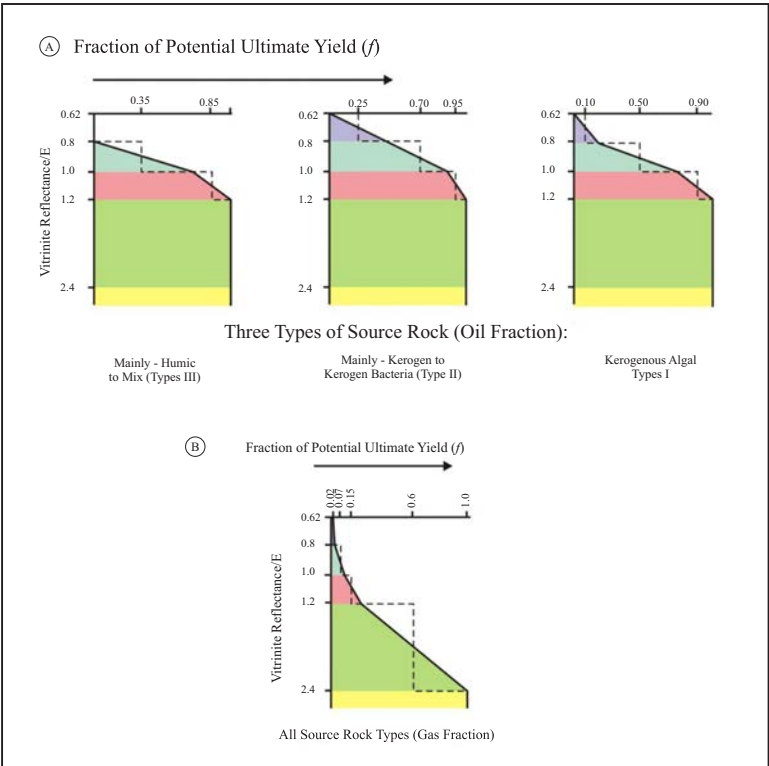 A Fraction of Potential Ultimate Yield (f)
0.35 0.85
0.25 0.70 0.95
0.10 0.50 0.90
Vitrinite Reflectance/E
0.62
0.8
1.0
1.2
2.4
0.62
0.8
1.0
1.2
2.4
0.62
0.8
1.0
1.2
2.4
Three Types of Source Rock (Oil Fraction):
Mainly - Humic
to Mix (Types III)
Mainly - Kerogen to
Kerogen Bacteria (Type II)
Kerogenous Algal
Types I
B Fraction of Potential Ultimate Yield (f)
0.02 0.07 0.15 0.6 1.0
Vitrinite Reflectance/E
0.62
0.8
1.0
1.2
2.4
All Source Rock Types (Gas Fraction)